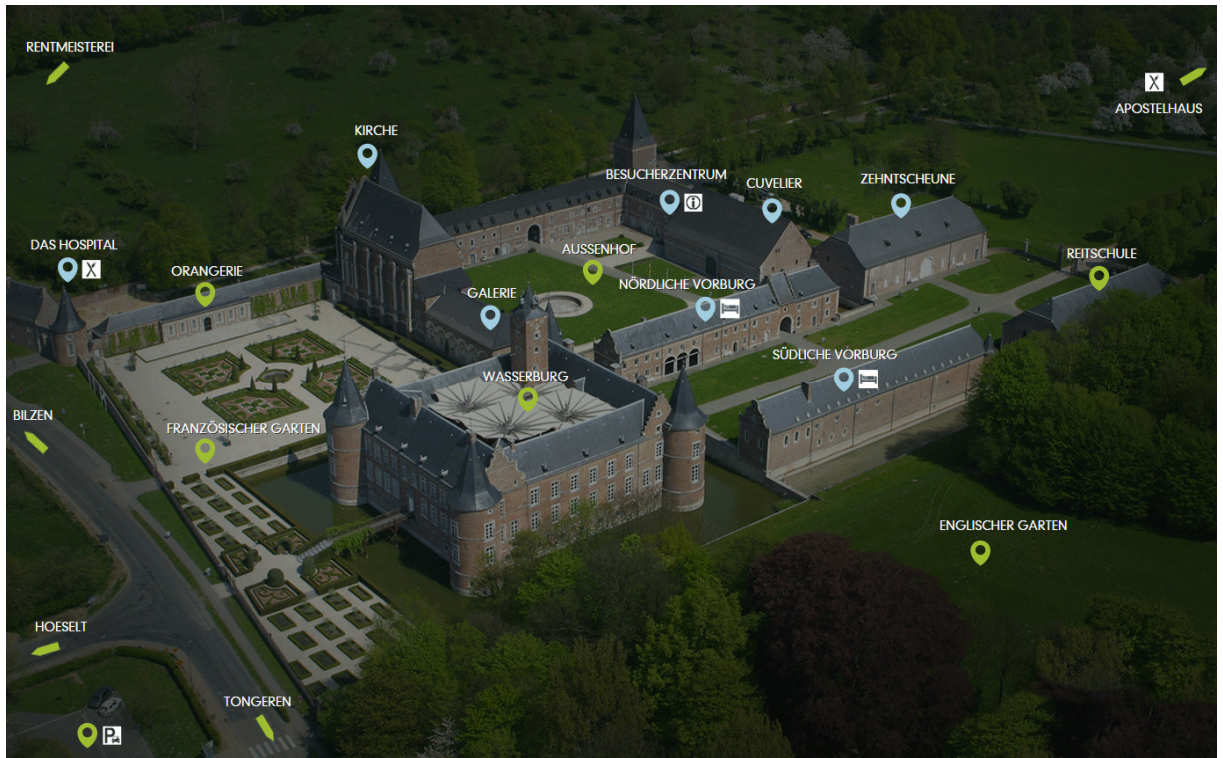 RENTMEISTEREI
APOSTELHAUS
KIRCHE
BESUCHERZENTRUM
CUVELIER
ZEHNTSCHEUNE
DAS HOSPITAL
ORANGERIE
AUSSENHOF
REITSCHULE
GALERIE
NÖRDLICHE VORBURG
SÜDLICHE VORBURG
WASSERBURG
BILZEN
FRANZÖSISCHER GARTEN
ENGLISCHER GARTEN
HOESELT
TONGEREN
P